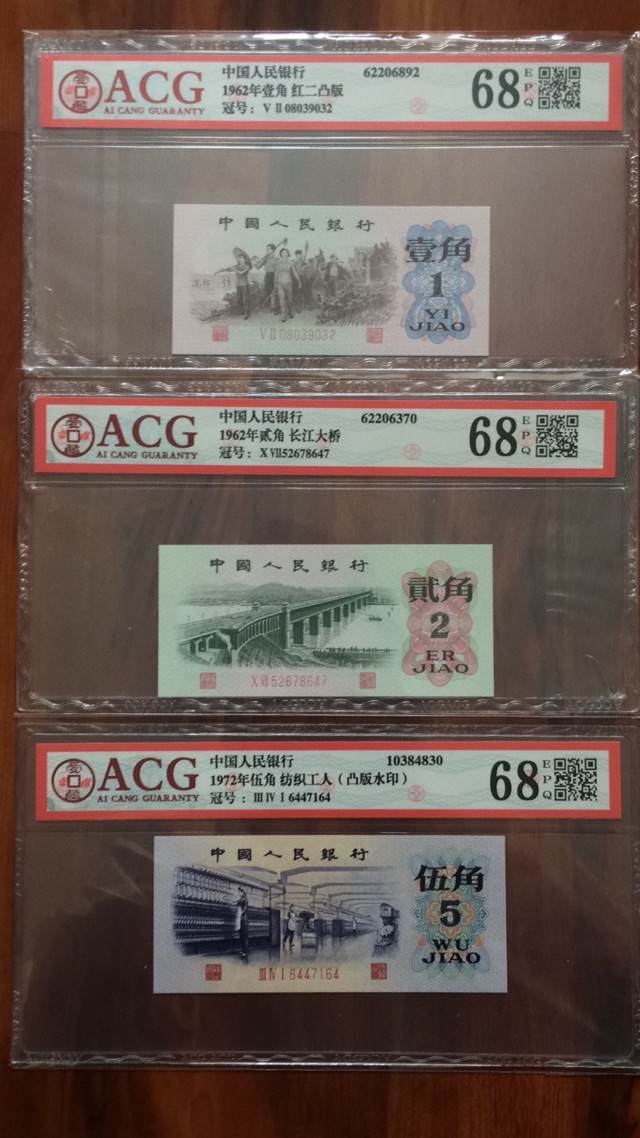 ACG
AI CANG GUARANTY
中国人民银行 62206892
1962年壹角 红二凸版
冠号: V II 08039032
68
EPQ
中國人民銀行
壹角
1
YI
JIAO
V II 08039032
ACG
AI CANG GUARANTY
中国人民银行 62206370
1962年贰角 长江大桥
冠号: X VII52678647
68
EPQ
中國人民銀行
貳角
2
ER
JIAO
X VII 52678647
ACG
AI CANG GUARANTY
中国人民银行 10384830
1972年伍角 纺织工人(凸版水印)
冠号: III IV I 6447164
68
EPQ
中國人民銀行
伍角
5
WU
JIAO
III IV I 6447164